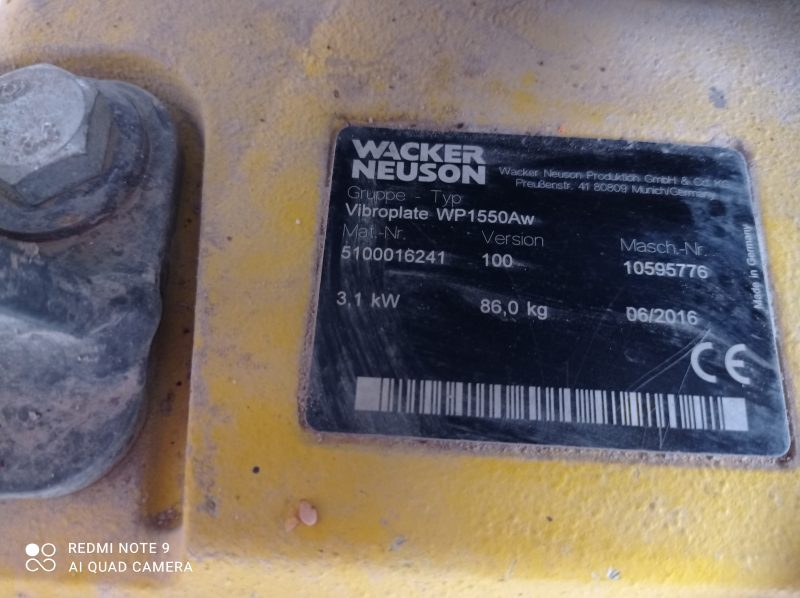 WACKER
NEUSON
Wacker Neuson Produktion GmbH & Co. KG
Preußenstr. 41 80809 Munich/Germany
Gruppe - Typ
Vibroplate WP1550Aw
Mat.-Nr. Version Masch.-Nr.
5100016241 100 10595776
3,1 kW 86,0 kg 06/2016
Made in Germany
CE
REDMI NOTE 9
AI QUAD CAMERA